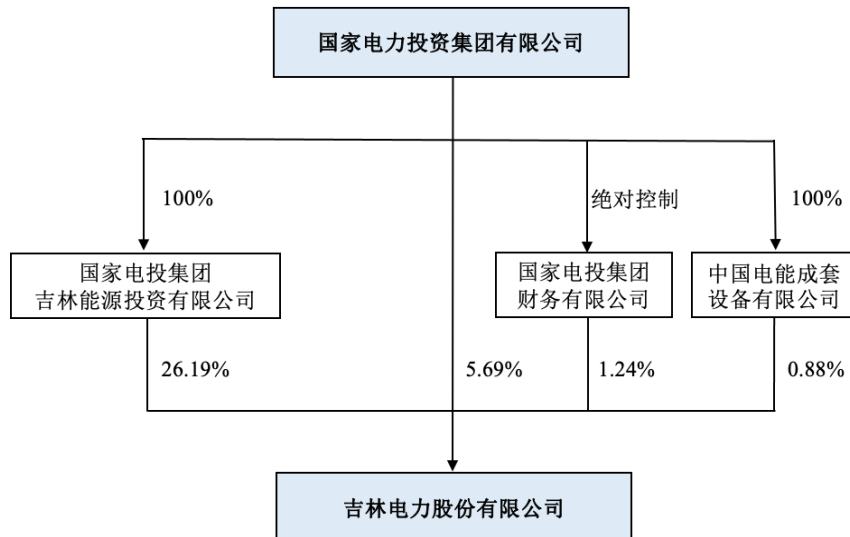 国家电力投资集团有限公司
100%
绝对控制
100%
国家电投集团
吉林能源投资有限公司
国家电投集团
财务有限公司
中国电能成套
设备有限公司
26.19%
5.69%
1.24%
0.88%
吉林电力股份有限公司